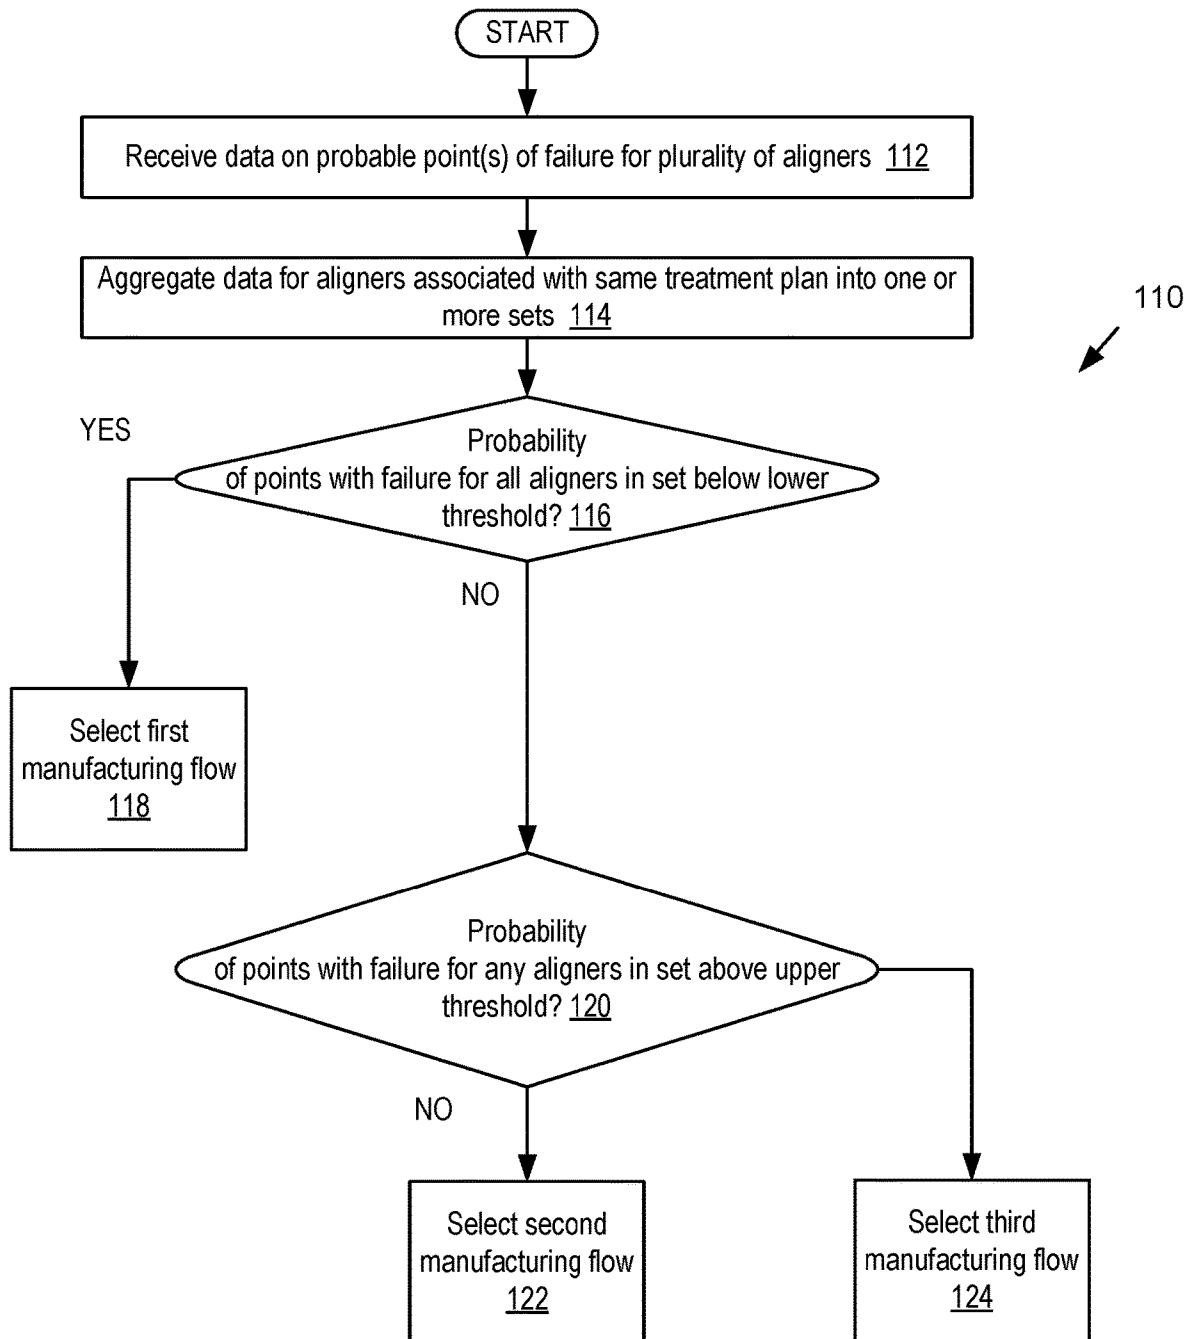 START
Receive data on probable point(s) of failure for plurality of aligners 112
Aggregate data for aligners associated with same treatment plan into one or
more sets 114
110
YES
Probability
of points with failure for all aligners in set below lower
threshold? 116
NO
Select first
manufacturing flow
118
Probability
of points with failure for any aligners in set above upper
threshold? 120
NO
Select second
manufacturing flow
122
Select third
manufacturing flow
124